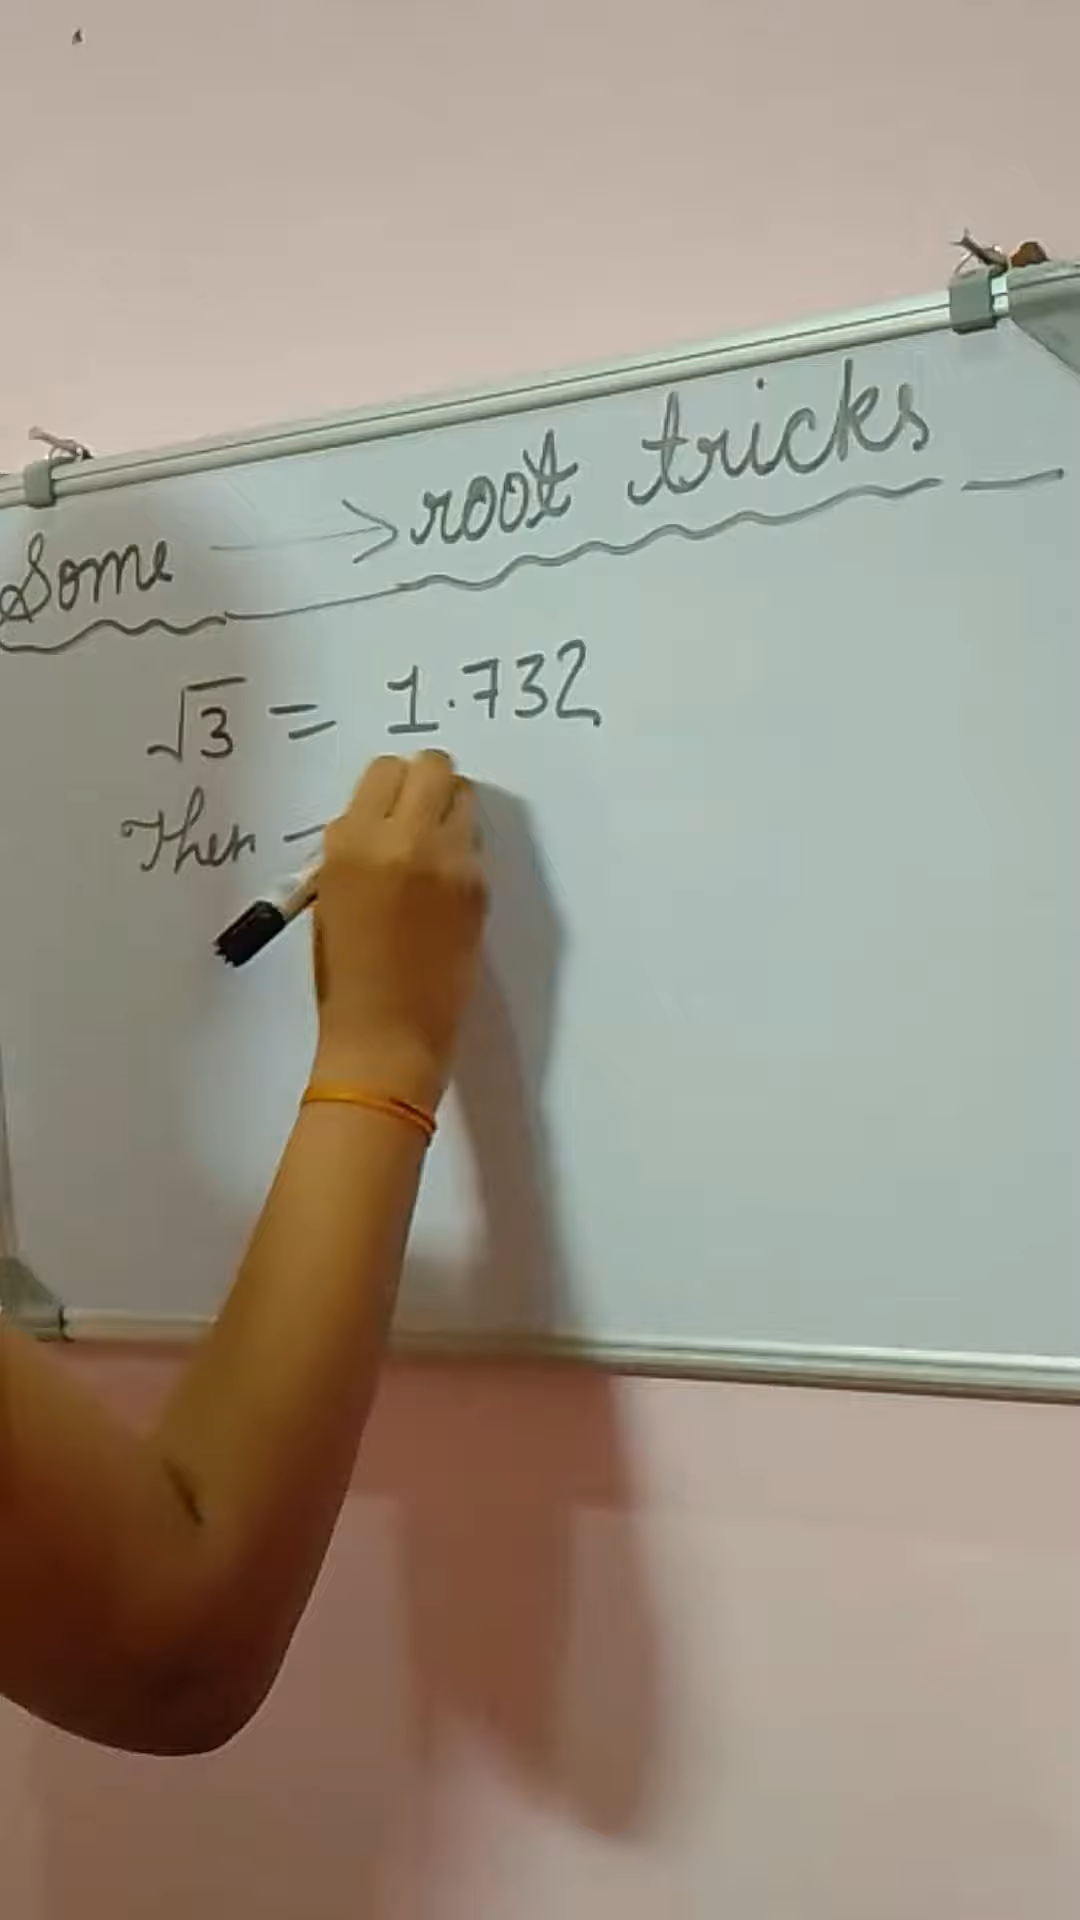 Some → root tricks
√3 = 1.732
Then —